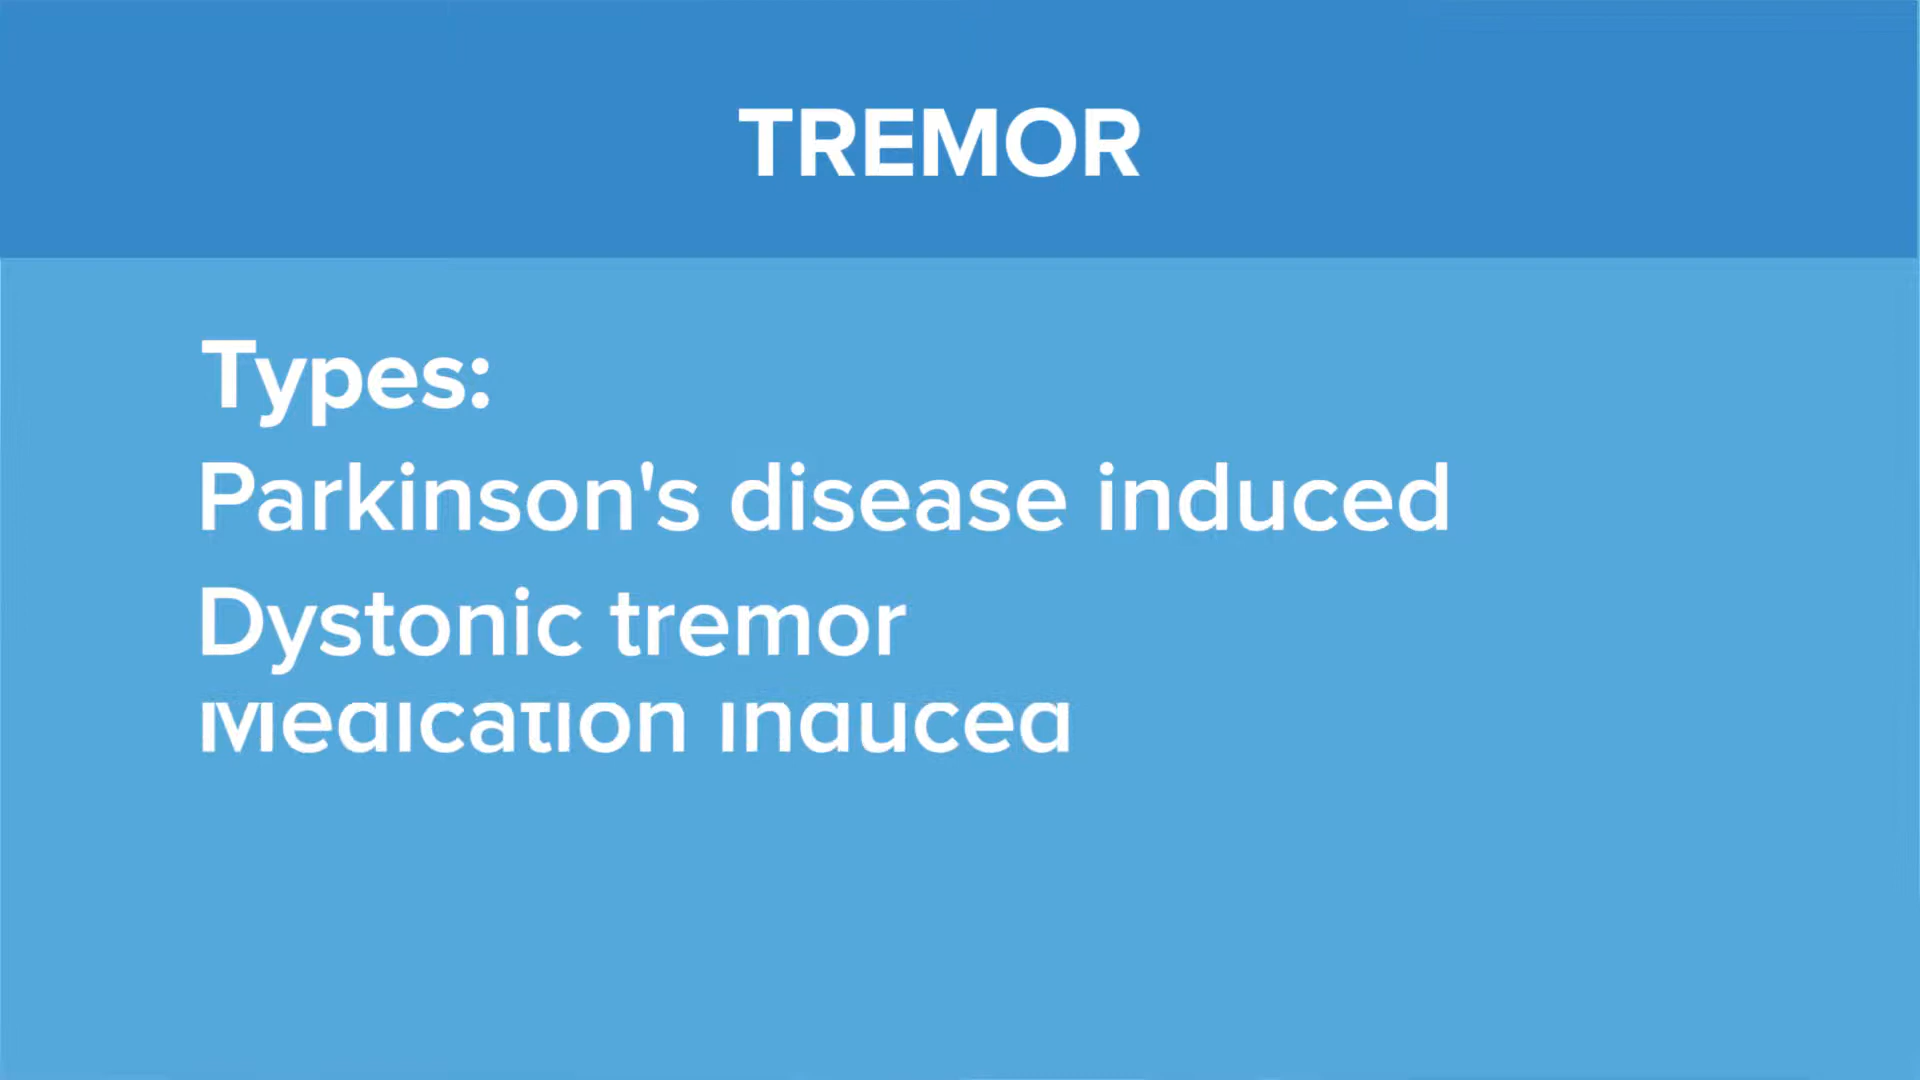 TREMOR
Types:
Parkinson's disease induced
Dystonic tremor
Medication induced